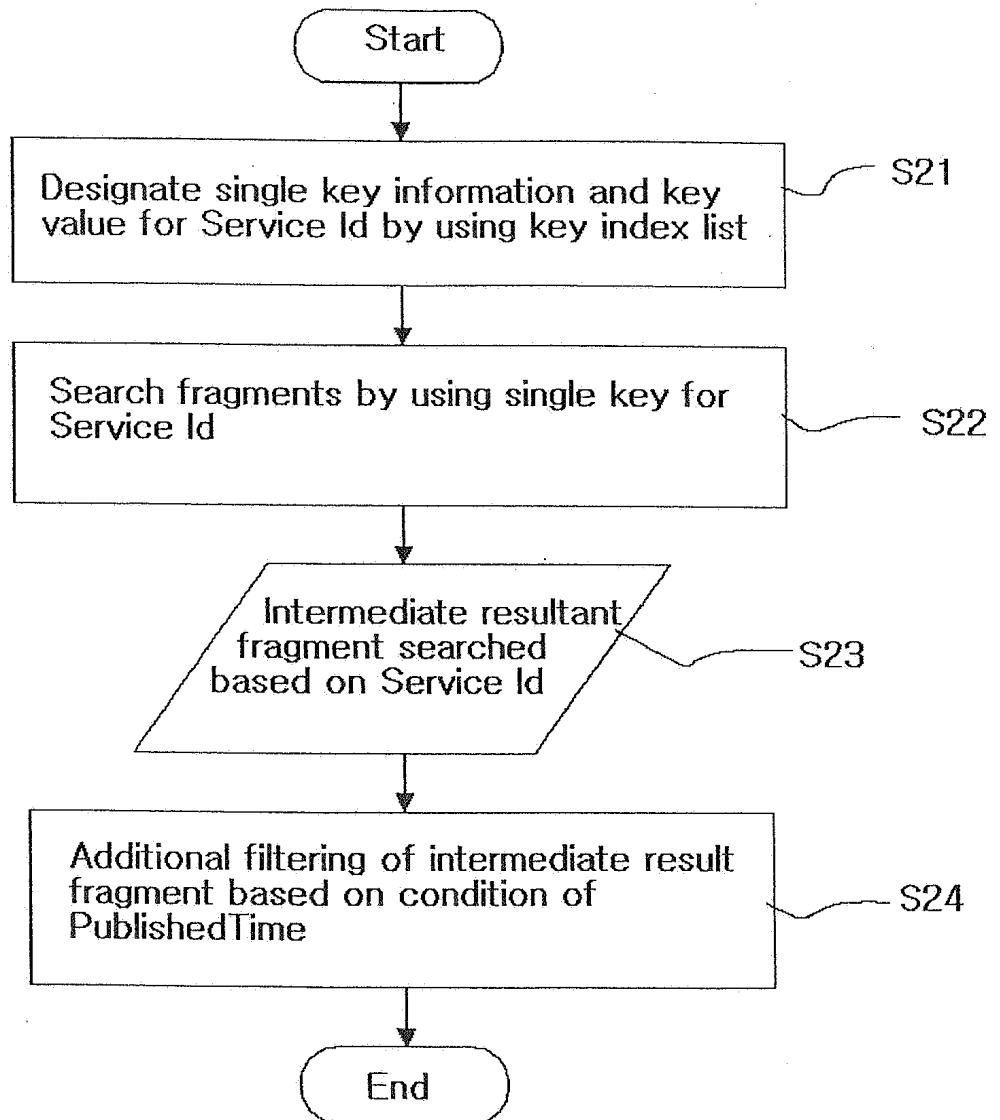 Start
Designate single key information and key
value for Service Id by using key index list
S21
Search fragments by using single key for
Service Id
S22
Intermediate resultant
fragment searched
based on Service Id
S23
Additional filtering of intermediate result
fragment based on condition of
PublishedTime
S24
End